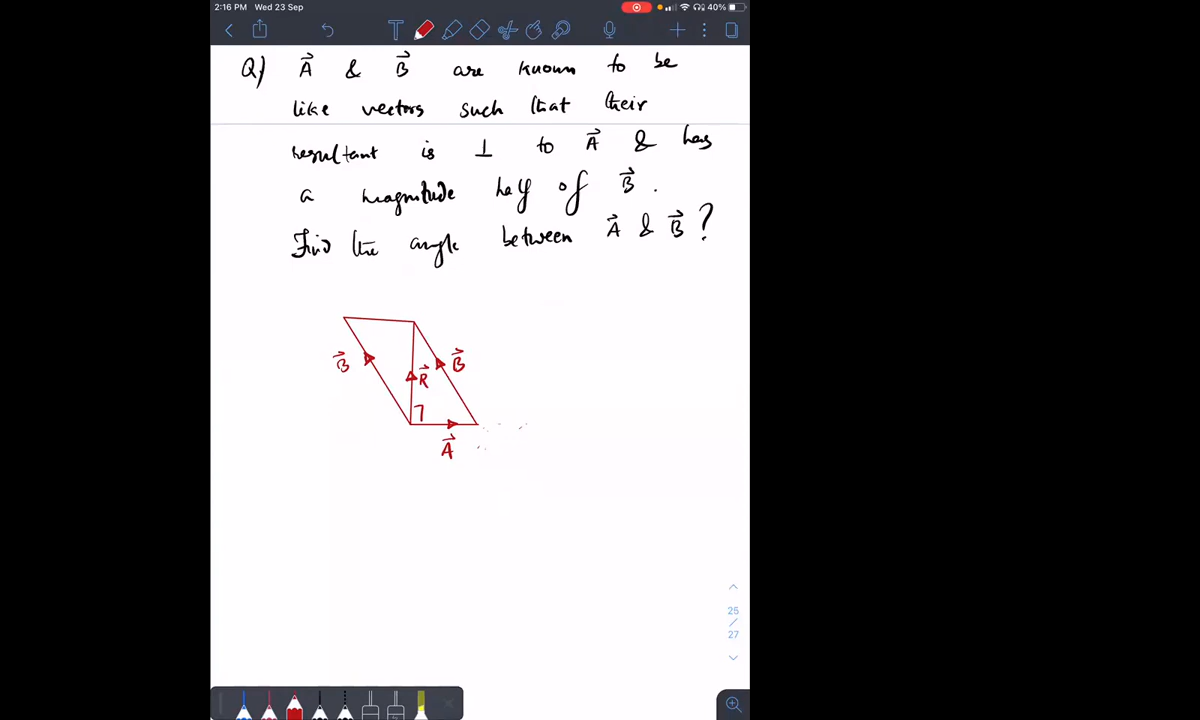 2:16 PM Wed 23 Sep
40%
Q) A⃗ & B⃗ are known to be
like vectors such that their
resultant is ⊥ to A⃗ & has
a magnitude half of B⃗ .
Find the angle between A⃗ & B⃗ ?
B⃗
R⃗
B⃗
A⃗
25
/
27